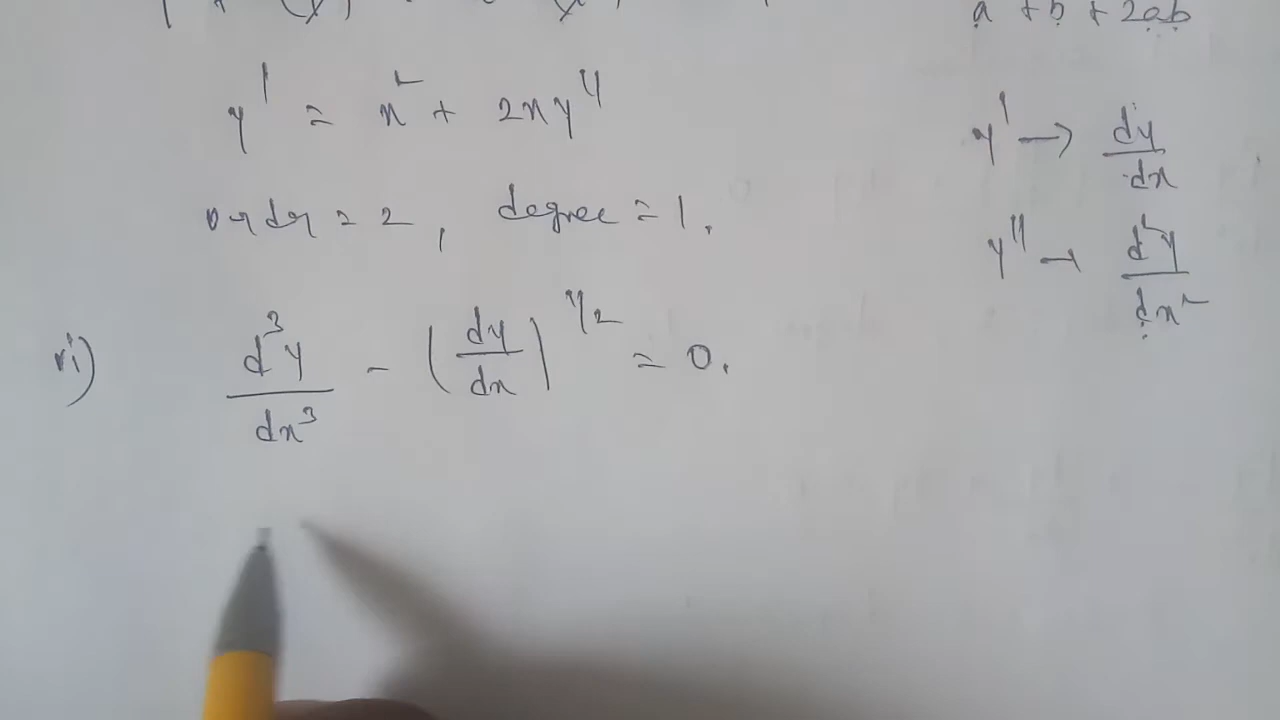 a + b + 2ab
y' = x² + 2xy''
order = 2, degree = 1.
y' → dy/dx
y'' → d²y/dx²
vi) d³y/dx³ - (dy/dx)^1/2 = 0.